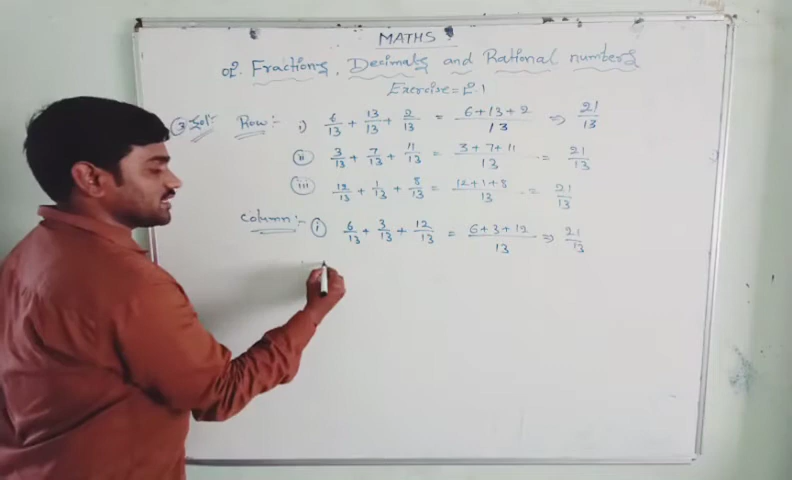 MATHS
02. Fractions, Decimals and Rational numbers
Exercise = 2.1
3 Sol:- Row:- i) 6/13 + 13/13 + 2/13 = 6+13+2/13 ⇒ 21/13
ii 3/13 + 7/13 + 11/13 = 3+7+11/13 = 21/13
iii 12/13 + 1/13 + 8/13 = 12+1+8/13 = 21/13
Column:- i 6/13 + 3/13 + 12/13 = 6+3+12/13 ⇒ 21/13